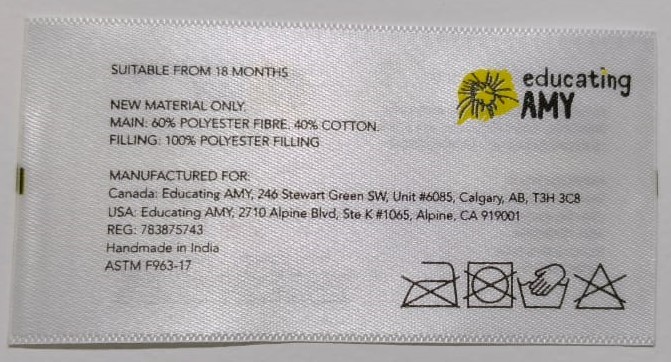 educating
AMY
SUITABLE FROM 18 MONTHS
NEW MATERIAL ONLY.
MAIN: 60% POLYESTER FIBRE. 40% COTTON.
FILLING: 100% POLYESTER FILLING
MANUFACTURED FOR:
Canada: Educating AMY, 246 Stewart Green SW, Unit #6085, Calgary, AB, T3H 3C8
USA: Educating AMY, 2710 Alpine Blvd, Ste K #1065, Alpine, CA 919001
REG: 783875743
Handmade in India
ASTM F963-17